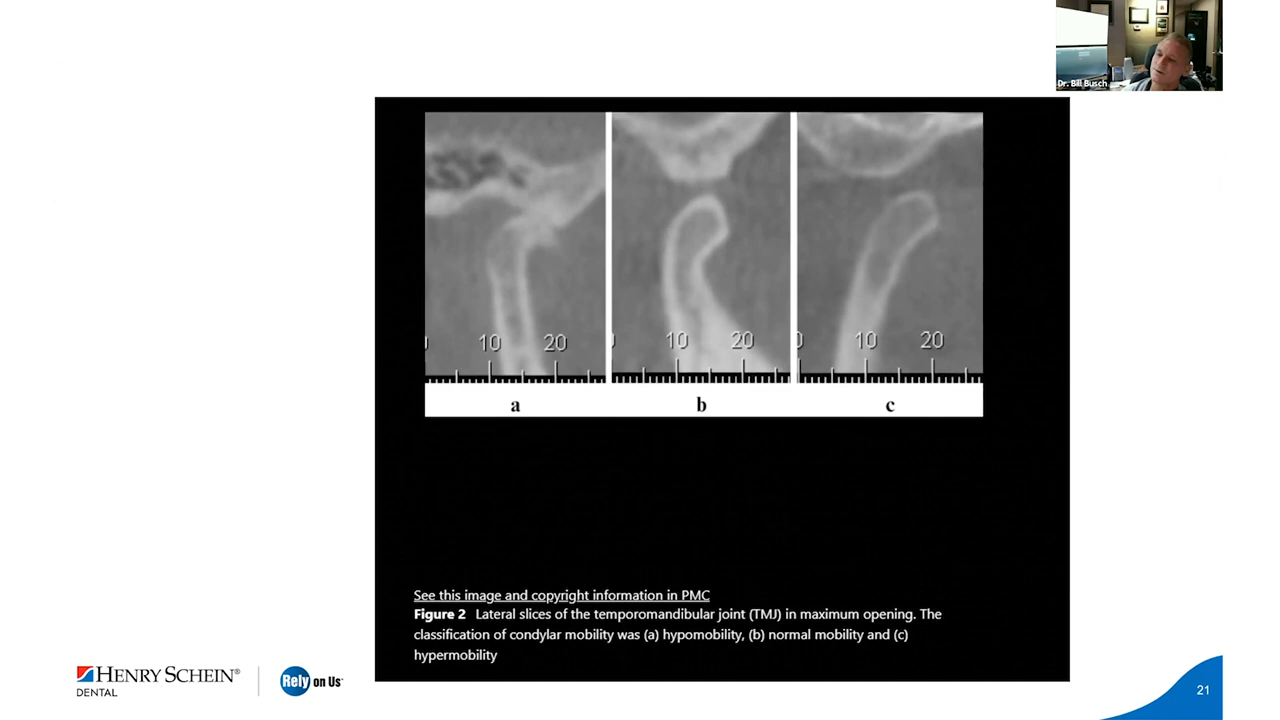 Dr. Bill Busch
10 20
10 20
0 10 20
a b c
See this image and copyright information in PMC
Figure 2 Lateral slices of the temporomandibular joint (TMJ) in maximum opening. The
classification of condylar mobility was (a) hypomobility, (b) normal mobility and (c)
hypermobility
HENRY SCHEIN®
DENTAL
Rely on Us™
21